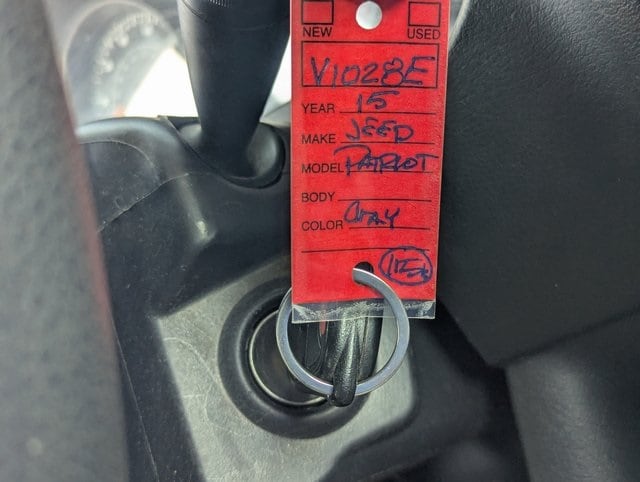 NEW USED
V1028E
YEAR 15
MAKE JEEP
MODEL PATRIOT
BODY
COLOR GRAY